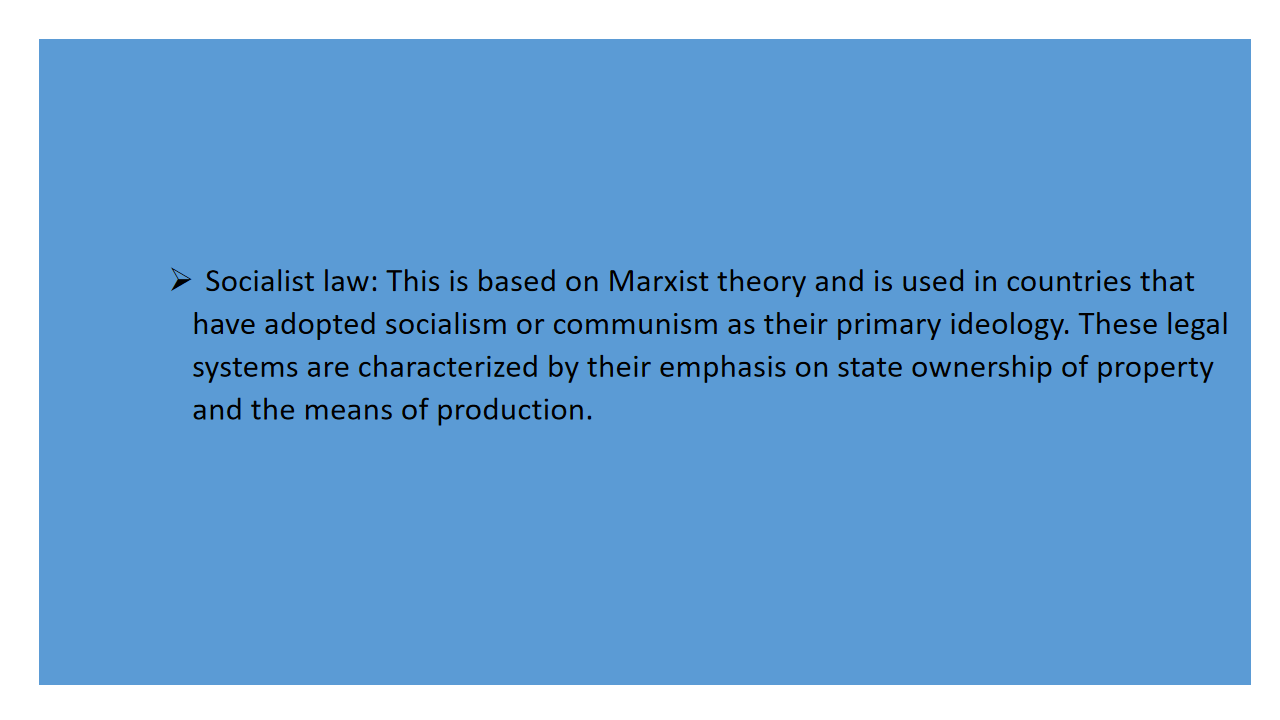 ➢ Socialist law: This is based on Marxist theory and is used in countries that
have adopted socialism or communism as their primary ideology. These legal
systems are characterized by their emphasis on state ownership of property
and the means of production.